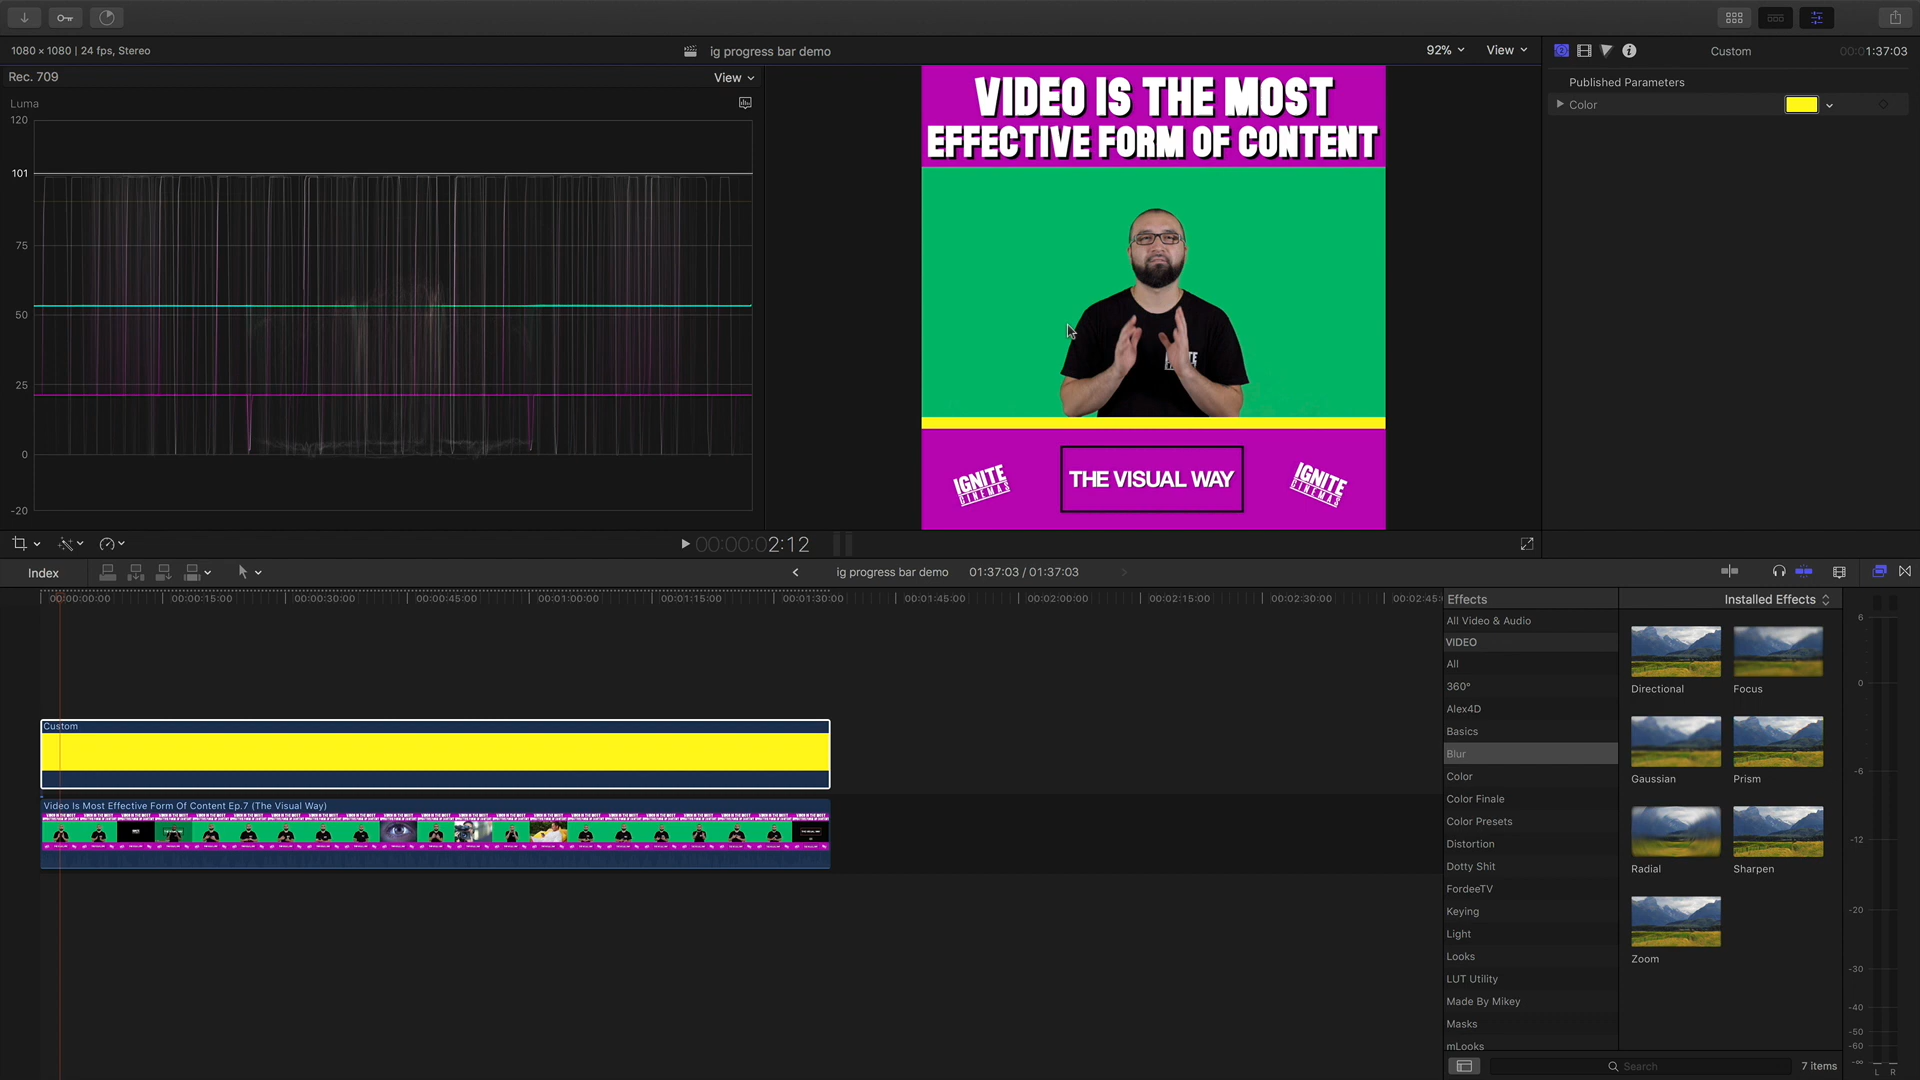 1080 × 1080 | 24 fps, Stereo
ig progress bar demo
92%
View
Custom
00:01:37:03
Rec. 709
View
Published Parameters
Color
Luma
120
101
75
50
25
0
-20
VIDEO IS THE MOST
EFFECTIVE FORM OF CONTENT
IGNITE
IGNITE
CINEMAS
THE VISUAL WAY
IGNITE
CINEMAS
00:00:02:12
Index
ig progress bar demo
01:37:03 / 01:37:03
00:00:00:00
00:00:15:00
00:00:30:00
00:00:45:00
00:01:00:00
00:01:15:00
00:01:30:00
00:01:45:00
00:02:00:00
00:02:15:00
00:02:30:00
00:02:45
Custom
Video Is Most Effective Form Of Content Ep.7 (The Visual Way)
Effects
All Video & Audio
VIDEO
All
360°
Alex4D
Basics
Blur
Color
Color Finale
Color Presets
Distortion
Dotty Shit
FordeeTV
Keying
Light
Looks
LUT Utility
Made By Mikey
Masks
mLooks
Installed Effects
Directional
Focus
Gaussian
Prism
Radial
Sharpen
Zoom
Search
7 items
6
0
-6
-12
-20
-30
-40
-50
-60
-∞
L R